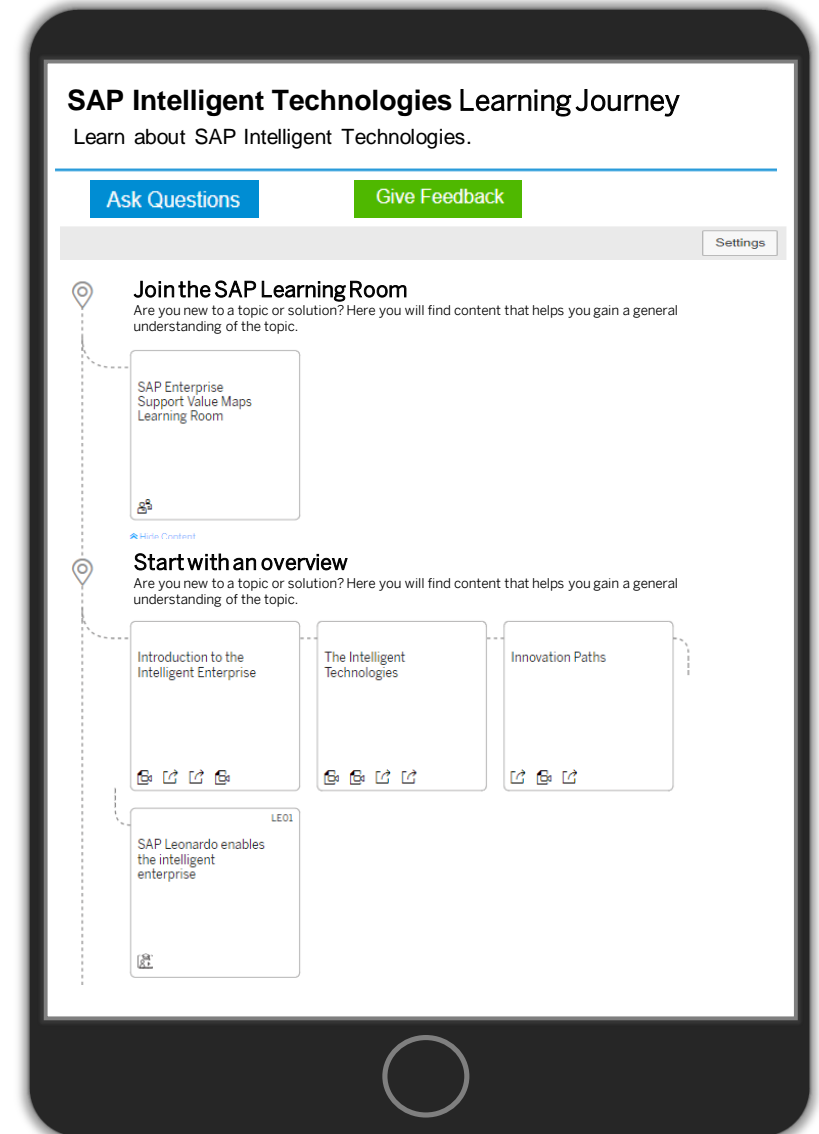 SAP Intelligent Technologies Learning Journey
Learn about SAP Intelligent Technologies.
Ask Questions
Give Feedback
Settings
Join the SAP Learning Room
Are you new to a topic or solution? Here you will find content that helps you gain a general
understanding of the topic.
SAP Enterprise
Support Value Maps
Learning Room
Hide Content
Start with an overview
Are you new to a topic or solution? Here you will find content that helps you gain a general
understanding of the topic.
Introduction to the
Intelligent Enterprise
The Intelligent
Technologies
Innovation Paths
LEO1
SAP Leonardo enables
the intelligent
enterprise